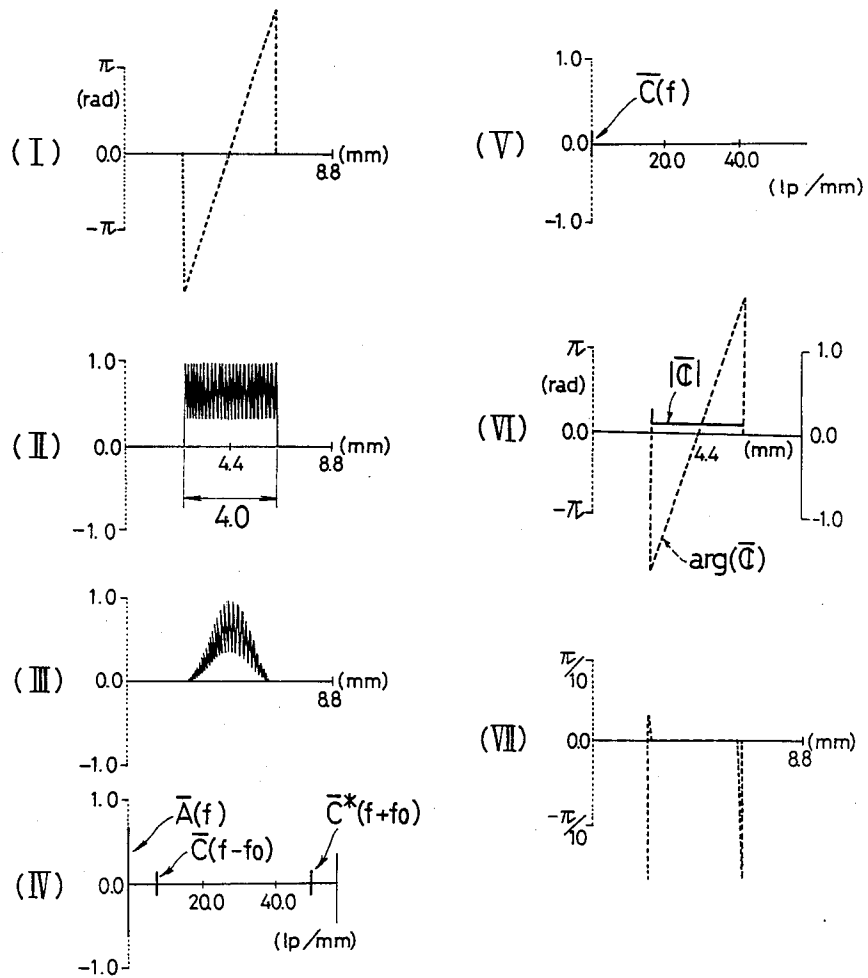 (I)
π
(rad)
0.0
-π
(mm)
8.8
(II)
1.0
0.0
-1.0
4.4
(mm)
8.8
4.0
(III)
1.0
0.0
-1.0
(mm)
8.8
(IV)
1.0
0.0
-1.0
A̅(f)
C̅(f-fo)
C̅*(f+fo)
20.0
40.0
(lp/mm)
(V)
1.0
0.0
-1.0
C̅(f)
20.0
40.0
(lp/mm)
(VI)
π
(rad)
0.0
-π
|ℂ̅|
4.4
(mm)
1.0
0.0
-1.0
arg(ℂ̅)
(VII)
π/10
0.0
-π/10
(mm)
8.8